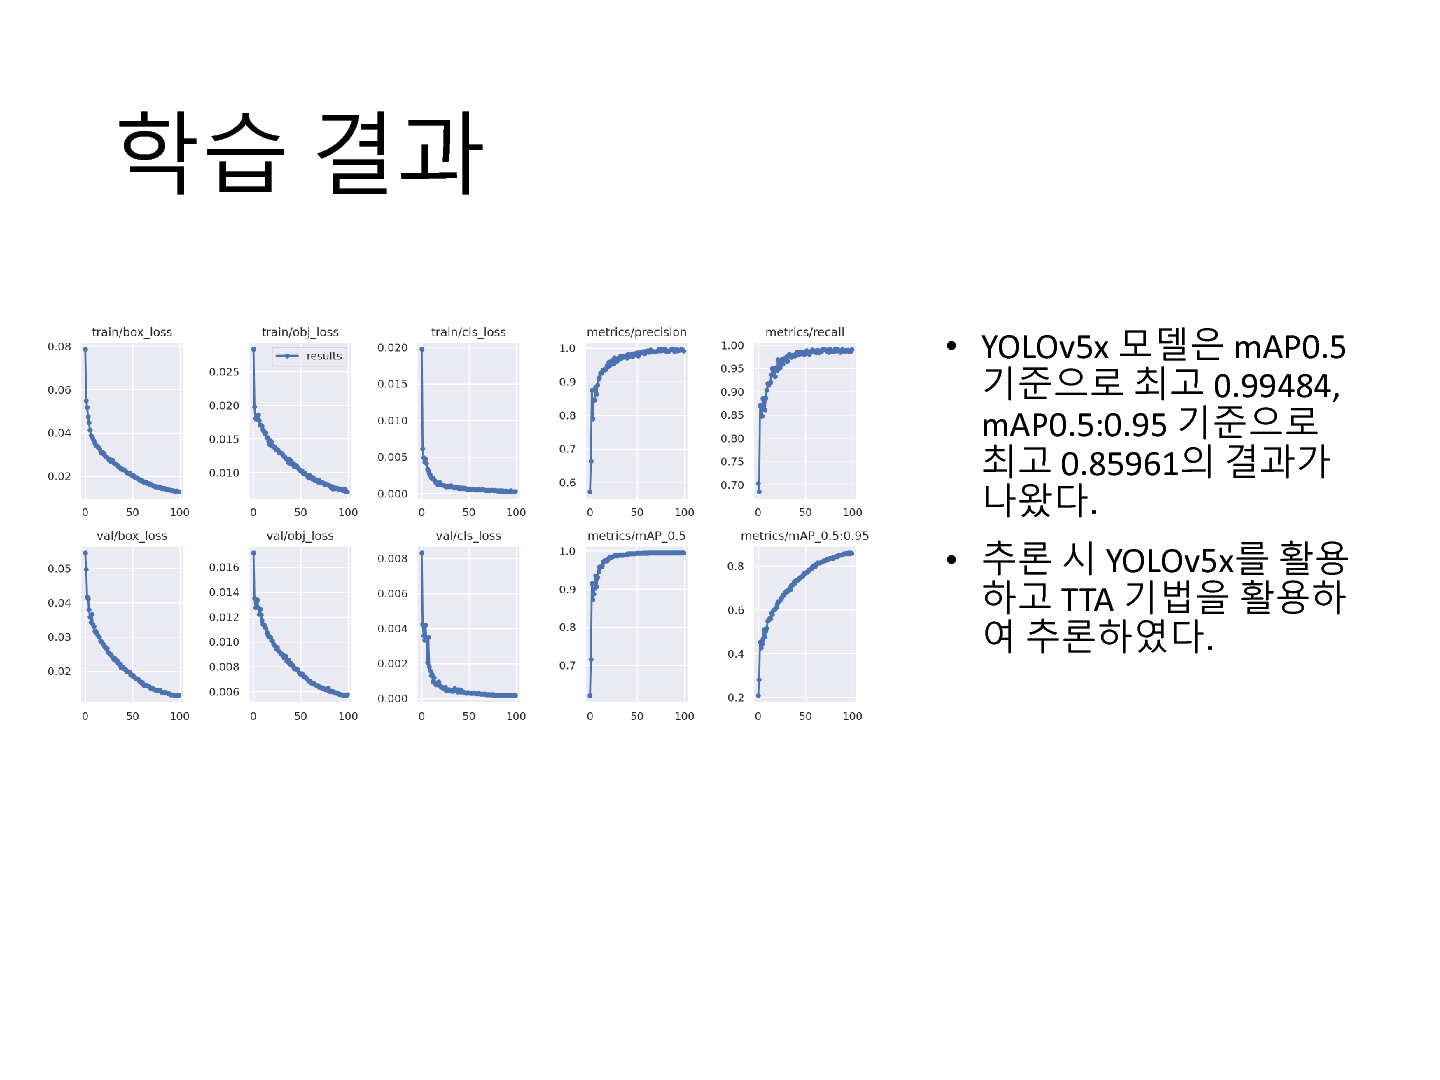 학습 결과
train/box_loss
0.08
0.06
0.04
0.02
0 50 100
train/obj_loss
results
0.025
0.020
0.015
0.010
0 50 100
train/cls_loss
0.020
0.015
0.010
0.005
0.000
0 50 100
metrics/precision
1.0
0.9
0.8
0.7
0.6
0 50 100
metrics/recall
1.00
0.95
0.90
0.85
0.80
0.75
0.70
0 50 100
val/box_loss
0.05
0.04
0.03
0.02
0 50 100
val/obj_loss
0.016
0.014
0.012
0.010
0.008
0.006
0 50 100
val/cls_loss
0.008
0.006
0.004
0.002
0.000
0 50 100
metrics/mAP_0.5
1.0
0.9
0.8
0.7
0 50 100
metrics/mAP_0.5:0.95
0.8
0.6
0.4
0.2
0 50 100
• YOLOv5x 모델은 mAP0.5
기준으로 최고 0.99484,
mAP0.5:0.95 기준으로
최고 0.85961의 결과가
나왔다.
• 추론 시 YOLOv5x를 활용
하고 TTA 기법을 활용하
여 추론하였다.